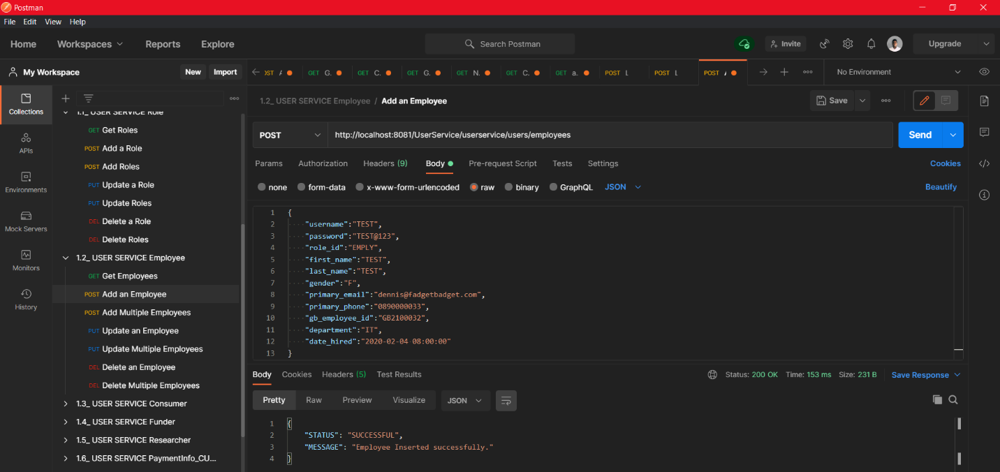 Postman
File Edit View Help
Home Workspaces Reports Explore
Search Postman
Invite
Upgrade
My Workspace
New Import
GET G.
GET C.
GET G.
GET N.
GET C.
GET a.
POST L
POST L
POST
No Environment
Collections
APIs
Environments
Mock Servers
Monitors
History
1.1_ USER SERVICE Role
GET Get Roles
POST Add a Role
POST Add Roles
PUT Update a Role
PUT Update Roles
DEL Delete a Role
DEL Delete Roles
1.2_ USER SERVICE Employee
GET Get Employees
POST Add an Employee
POST Add Multiple Employees
PUT Update an Employee
PUT Update Multiple Employees
DEL Delete an Employee
DEL Delete Multiple Employees
1.3_ USER SERVICE Consumer
1.4_ USER SERVICE Funder
1.5_ USER SERVICE Researcher
1.6_ USER SERVICE PaymentInfo_CU...
1.2_ USER SERVICE Employee / Add an Employee
Save
POST http://localhost:8081/UserService/userservice/users/employees
Send
Params Authorization Headers (9) Body Pre-request Script Tests Settings
Cookies
none form-data x-www-form-urlencoded raw binary GraphQL JSON
Beautify
1 {
2 "username":"TEST",
3 "password":"TEST@123",
4 "role_id":"EMPLY",
5 "first_name":"TEST",
6 "last_name":"TEST",
7 "gender":"F",
8 "primary_email":"dennis@fadgetbadget.com",
9 "primary_phone":"0890000033",
10 "gb_employee_id":"GB2100032",
11 "department":"IT",
12 "date_hired":"2020-02-04 08:00:00"
13 }
Body Cookies Headers (5) Test Results
Status: 200 OK Time: 153 ms Size: 231 B
Save Response
Pretty Raw Preview Visualize JSON
1 {
2 "STATUS": "SUCCESSFUL",
3 "MESSAGE": "Employee Inserted successfully."
4 }